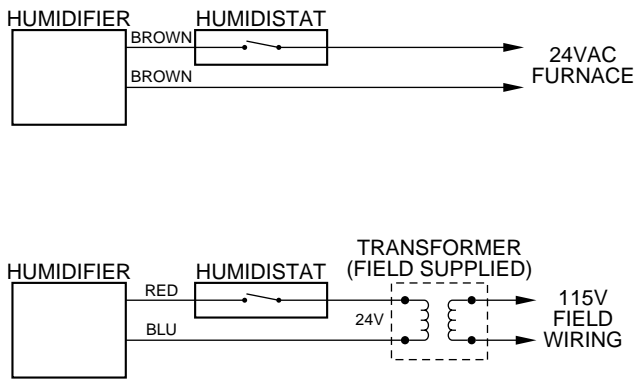 HUMIDIFIER
HUMIDISTAT
BROWN
BROWN
24VAC
FURNACE
TRANSFORMER
(FIELD SUPPLIED)
HUMIDIFIER
HUMIDISTAT
RED
BLU
24V
115V
FIELD
WIRING